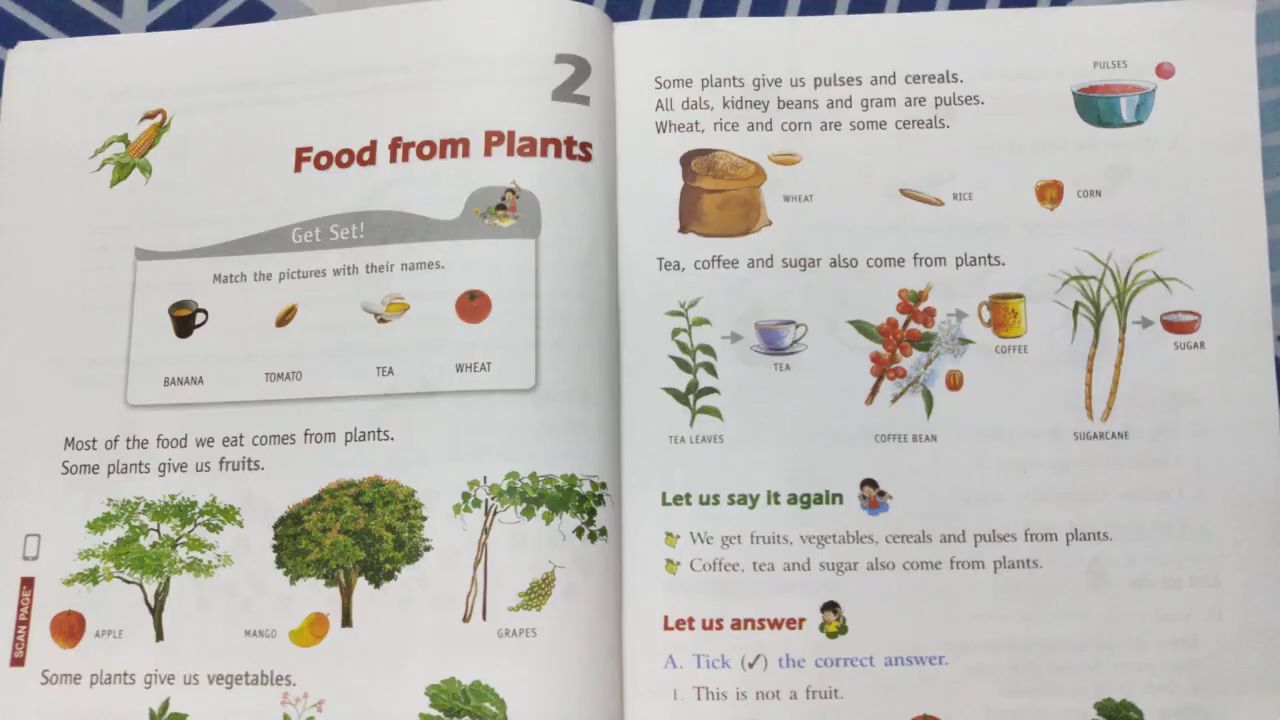 2
Food from Plants
Get Set!
Match the pictures with their names.
BANANA TOMATO TEA WHEAT
Most of the food we eat comes from plants.
Some plants give us fruits.
SCAN PAGE*
APPLE MANGO GRAPES
Some plants give us vegetables.
Some plants give us pulses and cereals.
All dals, kidney beans and gram are pulses.
Wheat, rice and corn are some cereals.
PULSES
WHEAT RICE CORN
Tea, coffee and sugar also come from plants.
TEA COFFEE SUGAR
TEA LEAVES COFFEE BEAN SUGARCANE
Let us say it again
We get fruits, vegetables, cereals and pulses from plants.
Coffee, tea and sugar also come from plants.
Let us answer
A. Tick (✓) the correct answer.
1. This is not a fruit.